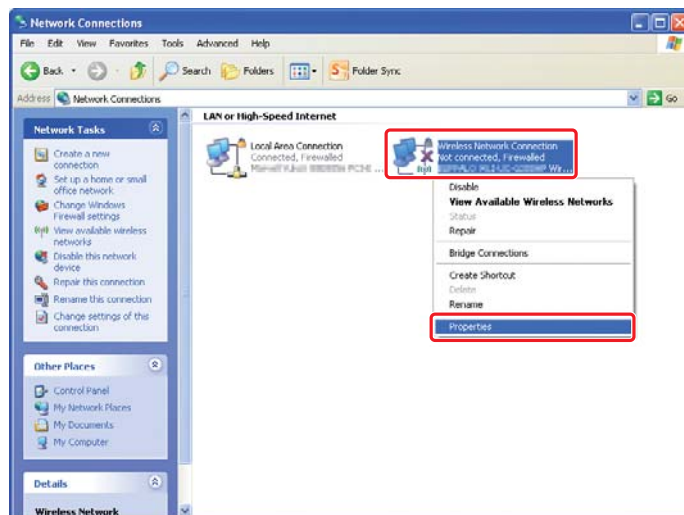 Network Connections
File Edit View Favorites Tools Advanced Help
Back Search Folders Folder Sync
Address Network Connections Go
Network Tasks
Create a new
connection
Set up a home or small
office network
Change Windows
Firewall settings
View available wireless
networks
Disable this network
device
Repair this connection
Rename this connection
Change settings of this
connection
Other Places
Control Panel
My Network Places
My Documents
My Computer
Details
Wireless Network
LAN or High-Speed Internet
Local Area Connection
Connected, Firewalled
Wireless Network Connection
Not connected, Firewalled
Wir...
Disable
View Available Wireless Networks
Status
Repair
Bridge Connections
Create Shortcut
Delete
Rename
Properties